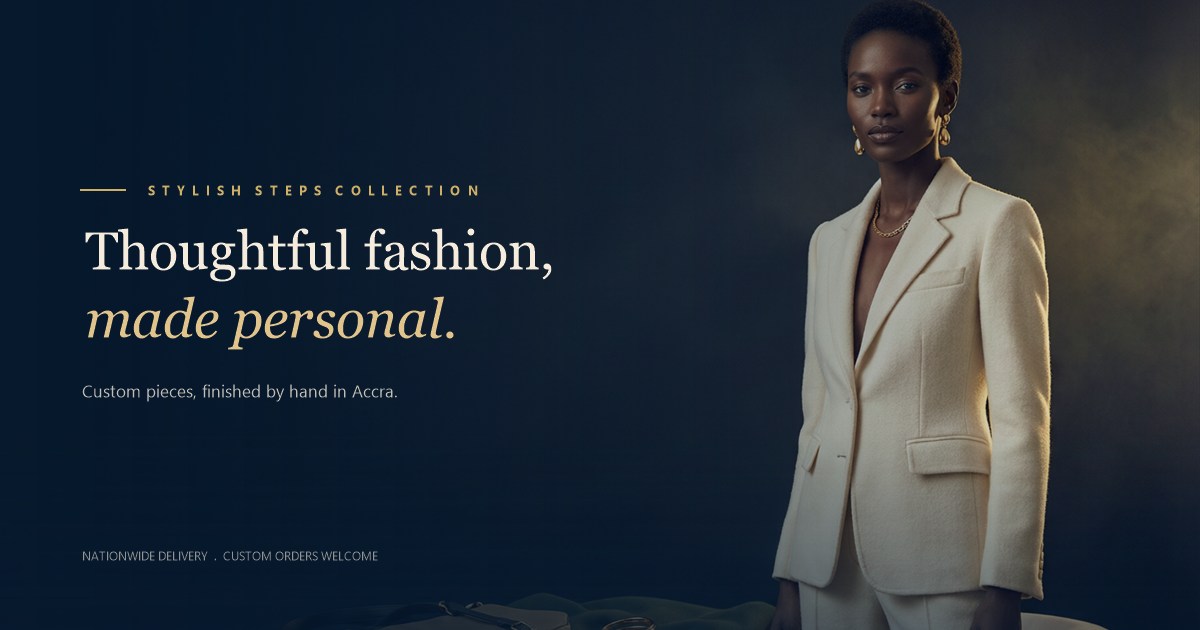 STYLISH STEPS COLLECTION
Thoughtful fashion,
made personal.
Custom pieces, finished by hand in Accra.
NATIONWIDE DELIVERY . CUSTOM ORDERS WELCOME